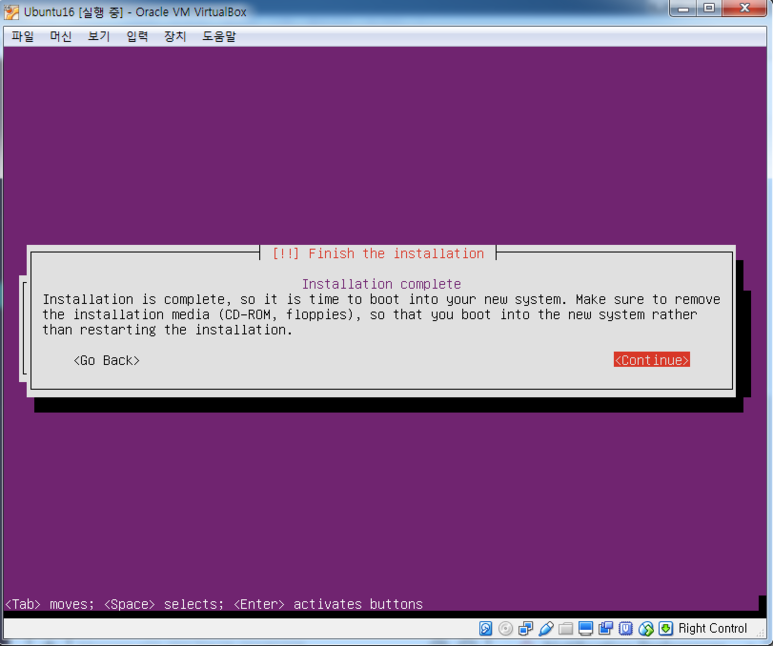 Ubuntu16 [실행 중] - Oracle VM VirtualBox
파일 머신 보기 입력 장치 도움말
[!!] Finish the installation
Installation complete
Installation is complete, so it is time to boot into your new system. Make sure to remove
the installation media (CD-ROM, floppies), so that you boot into the new system rather
than restarting the installation.
<Go Back> <Continue>
<Tab> moves; <Space> selects; <Enter> activates buttons
Right Control